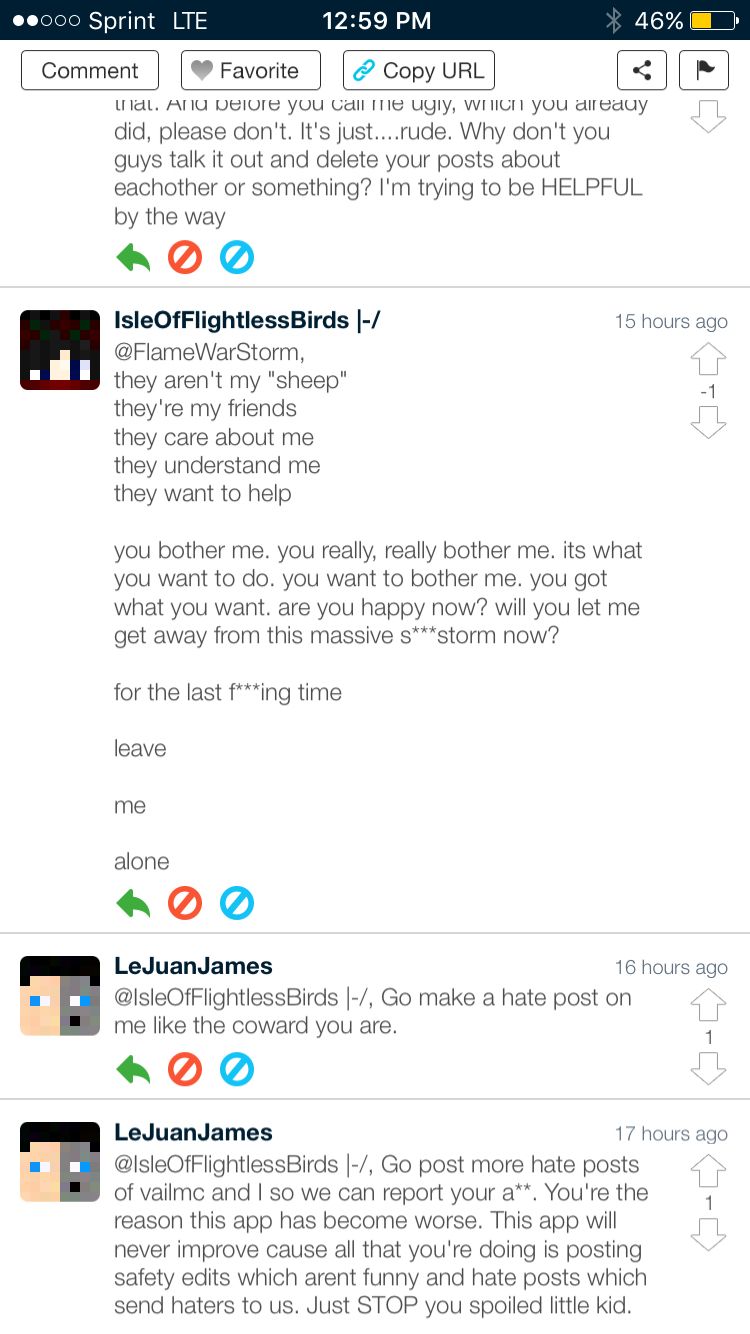 Sprint LTE 12:59 PM 46%
Comment Favorite Copy URL
that. And before you call me ugly, which you already
did, please don't. It's just....rude. Why don't you
guys talk it out and delete your posts about
eachother or something? I'm trying to be HELPFUL
by the way
IsleOfFlightlessBirds |-/ 15 hours ago
@FlameWarStorm,
they aren't my "sheep"
they're my friends
they care about me
they understand me
they want to help
-1
you bother me. you really, really bother me. its what
you want to do. you want to bother me. you got
what you want. are you happy now? will you let me
get away from this massive s***storm now?
for the last f***ing time
leave
me
alone
LeJuanJames 16 hours ago
@IsleOfFlightlessBirds |-/, Go make a hate post on
me like the coward you are.
1
LeJuanJames 17 hours ago
@IsleOfFlightlessBirds |-/, Go post more hate posts
of vailmc and I so we can report your a**. You're the
reason this app has become worse. This app will
never improve cause all that you're doing is posting
safety edits which arent funny and hate posts which
send haters to us. Just STOP you spoiled little kid.
1